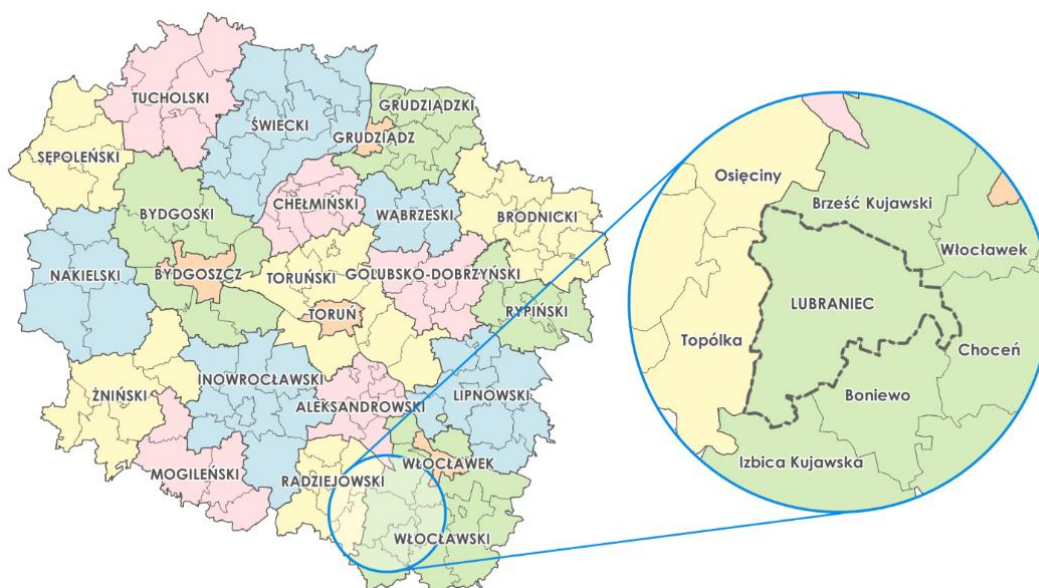 TUCHOLSKI
ŚWIECKI
GRUDZIĄDZKI
GRUDZIĄDZ
SĘPOLEŃSKI
CHEŁMIŃSKI
BYDGOSKI
WĄBRZESKI
BRODNICKI
NAKIELSKI
BYDGOSZCZ
TORUŃSKI
GOLUBSKO-DOBRZYŃSKI
TORUŃ
RYPIŃSKI
ŻNIŃSKI
INOWROCŁAWSKI
ALEKSANDROWSKI
LIPNOWSKI
MOGILEŃSKI
RADZIEJOWSKI
WŁOCŁAWEK
WŁOCŁAWSKI
Osięciny
Brześć Kujawski
Włocławek
LUBRANIEC
Topólka
Choceń
Boniewo
Izbica Kujawska